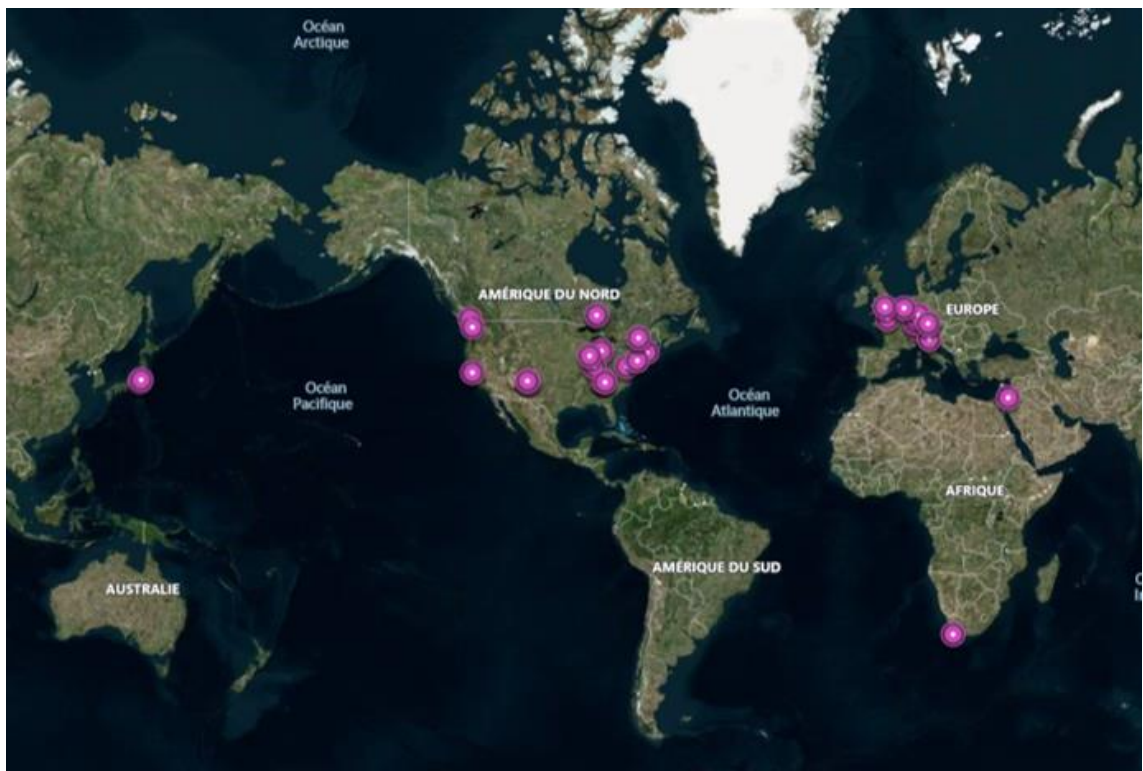 Océan
Arctique
AMÉRIQUE DU NORD
EUROPE
Océan
Pacifique
Océan
Atlantique
AFRIQUE
AMÉRIQUE DU SUD
AUSTRALIE